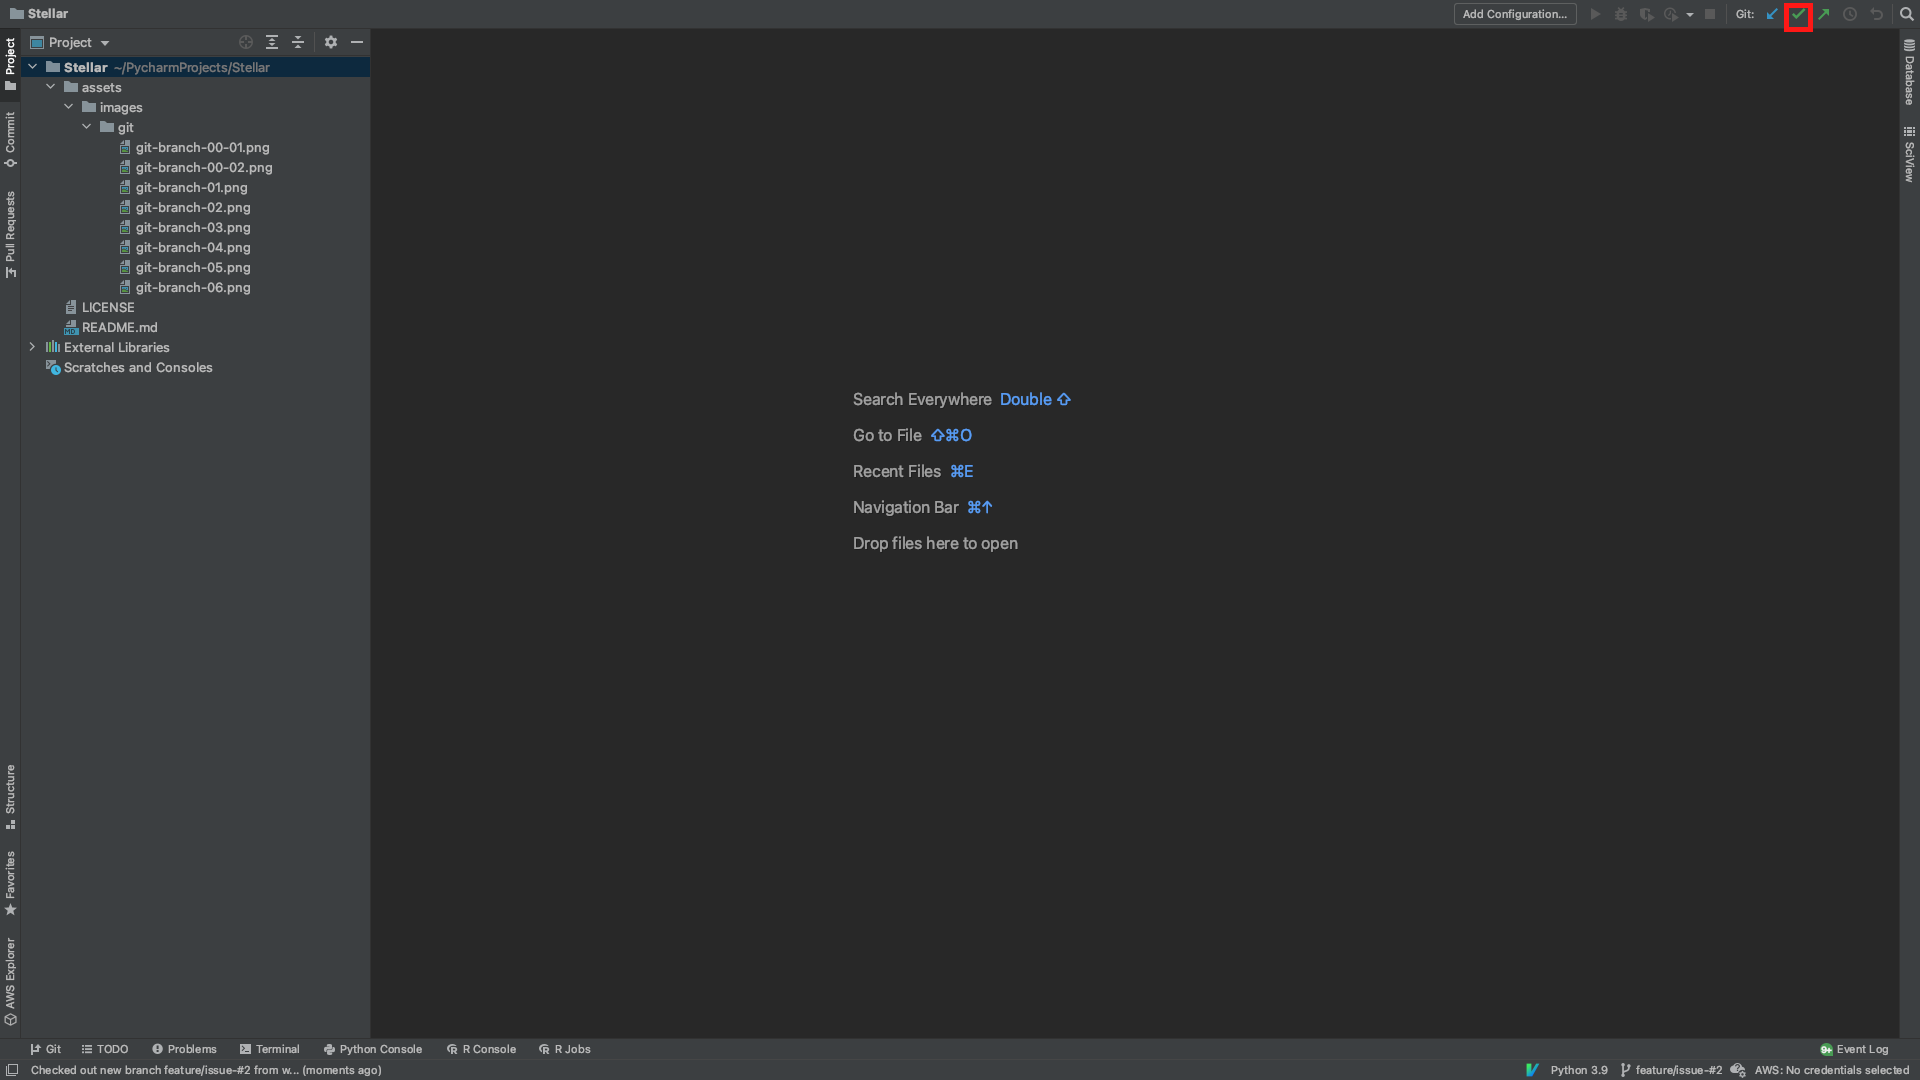 Stellar
Add Configuration...
Git:
Project
Stellar ~/PycharmProjects/Stellar
assets
images
git
git-branch-00-01.png
git-branch-00-02.png
git-branch-01.png
git-branch-02.png
git-branch-03.png
git-branch-04.png
git-branch-05.png
git-branch-06.png
LICENSE
MD
README.md
External Libraries
Scratches and Consoles
Project
Commit
Pull Requests
Structure
Favorites
AWS Explorer
Search Everywhere Double ⇧
Go to File ⇧⌘O
Recent Files ⌘E
Navigation Bar ⌘↑
Drop files here to open
Database
SciView
Git
TODO
Problems
Terminal
Python Console
R Console
R Jobs
9+
Event Log
Checked out new branch feature/issue-#2 from w... (moments ago)
Python 3.9
feature/issue-#2
AWS: No credentials selected